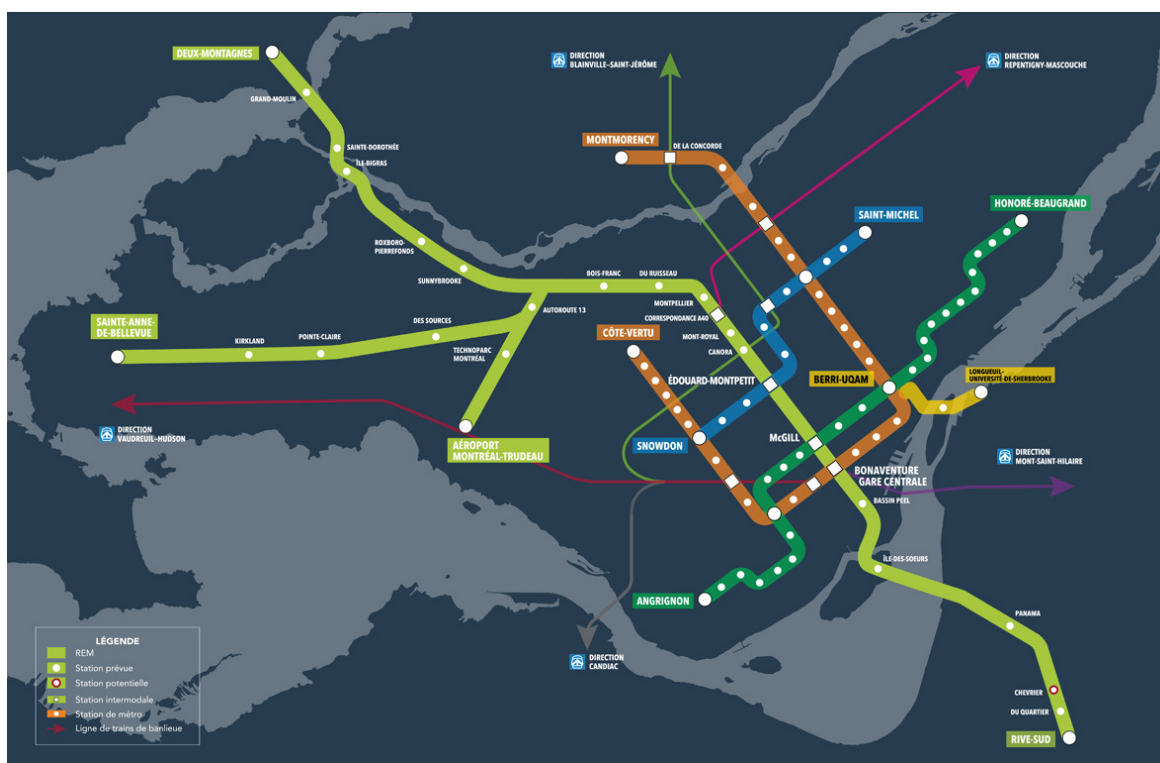 DEUX-MONTAGNES
GRAND-MOULIN
SAINTE-DOROTHÉE
ÎLE-BIGRAS
ROXBORO-
PIERREFONDS
SUNNYBROOKE
BOIS-FRANC
DU RUISSEAU
MONTPELLIER
CORRESPONDANCE A40
MONT-ROYAL
CANORA
ÉDOUARD-MONTPETIT
McGILL
BONAVENTURE
GARE CENTRALE
BASSIN PEEL
ÎLE-DES-SOEURS
PANAMA
CHEVRIER
DU QUARTIER
RIVE-SUD
SAINTE-ANNE-
DE-BELLEVUE
KIRKLAND
POINTE-CLAIRE
DES SOURCES
AUTOROUTE 13
TECHNOPARC
MONTRÉAL
AÉROPORT
MONTRÉAL-TRUDEAU
DIRECTION
BLAINVILLE–SAINT-JÉRÔME
DIRECTION
REPENTIGNY-MASCOUCHE
MONTMORENCY
DE LA CONCORDE
SAINT-MICHEL
HONORÉ-BEAUGRAND
CÔTE-VERTU
BERRI-UQAM
LONGUEUIL-
UNIVERSITÉ-DE-SHERBROOKE
SNOWDON
ANGRIGNON
DIRECTION
VAUDREUIL–HUDSON
DIRECTION
MONT-SAINT-HILAIRE
DIRECTION
CANDIAC
LÉGENDE
REM
Station prévue
Station potentielle
Station intermodale
Station de métro
Ligne de trains de banlieue